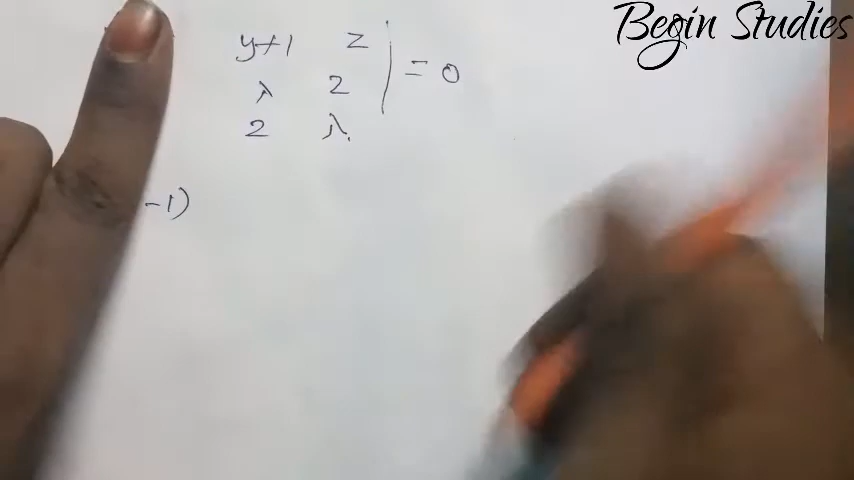 Begin Studies
y+1 z
λ 2 = 0
2 λ.
-1)